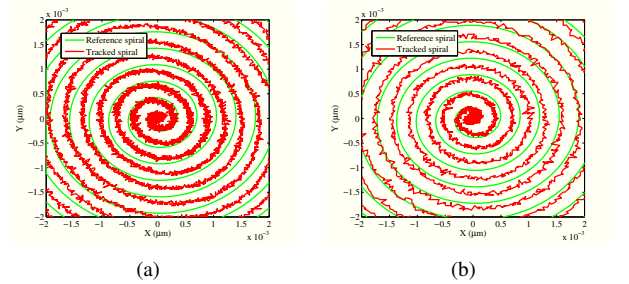 x 10⁻³
2
1.5
1
0.5
0
−0.5
−1
−1.5
−2
Y (μm)
Reference spiral
Tracked spiral
−2 −1.5 −1 −0.5 0 0.5 1 1.5 2
X (μm)
x 10⁻³
(a)
x 10⁻³
2
1.5
1
0.5
0
−0.5
−1
−1.5
−2
Y (μm)
Reference spiral
Tracked spiral
−2 −1.5 −1 −0.5 0 0.5 1 1.5 2
X (μm)
x 10⁻³
(b)